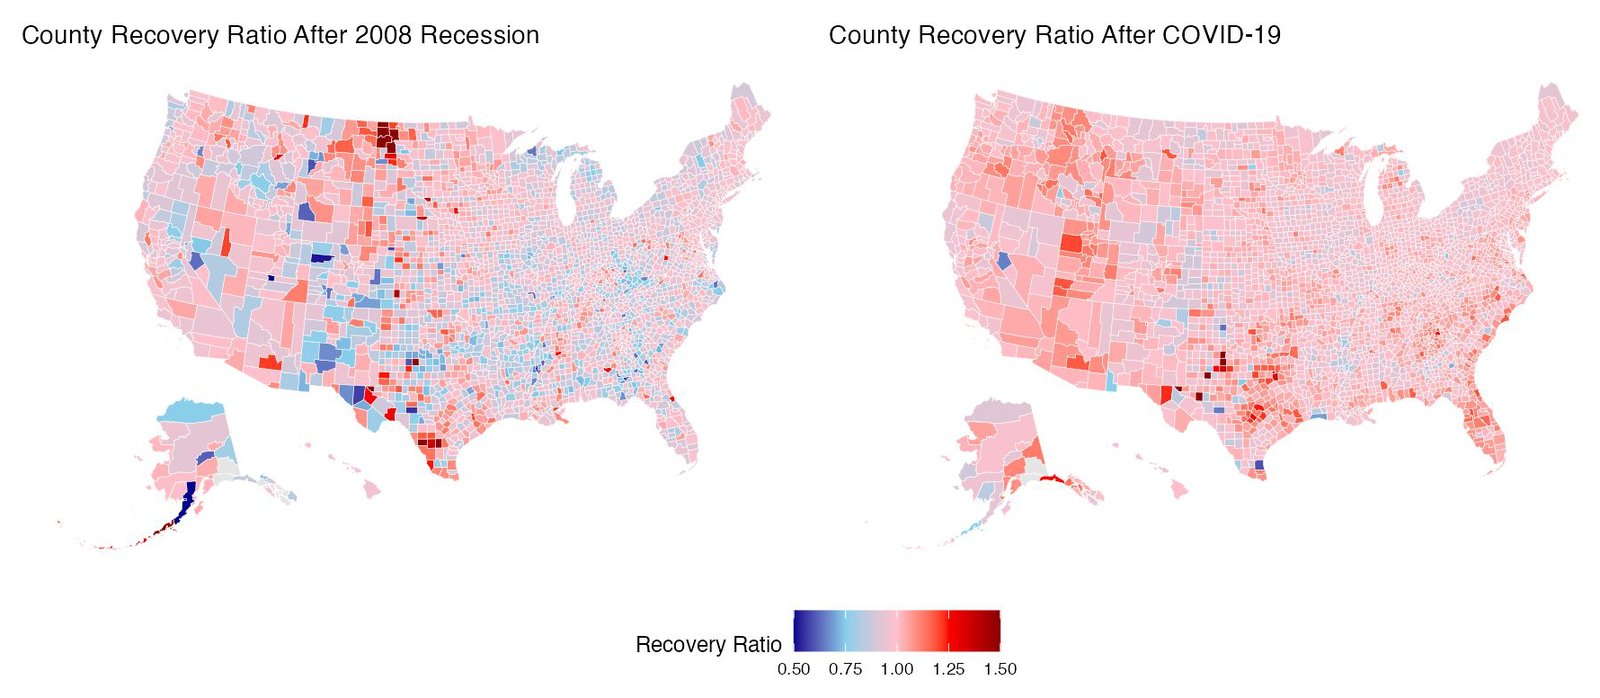 County Recovery Ratio After 2008 Recession
County Recovery Ratio After COVID-19
Recovery Ratio
0.50 0.75 1.00 1.25 1.50